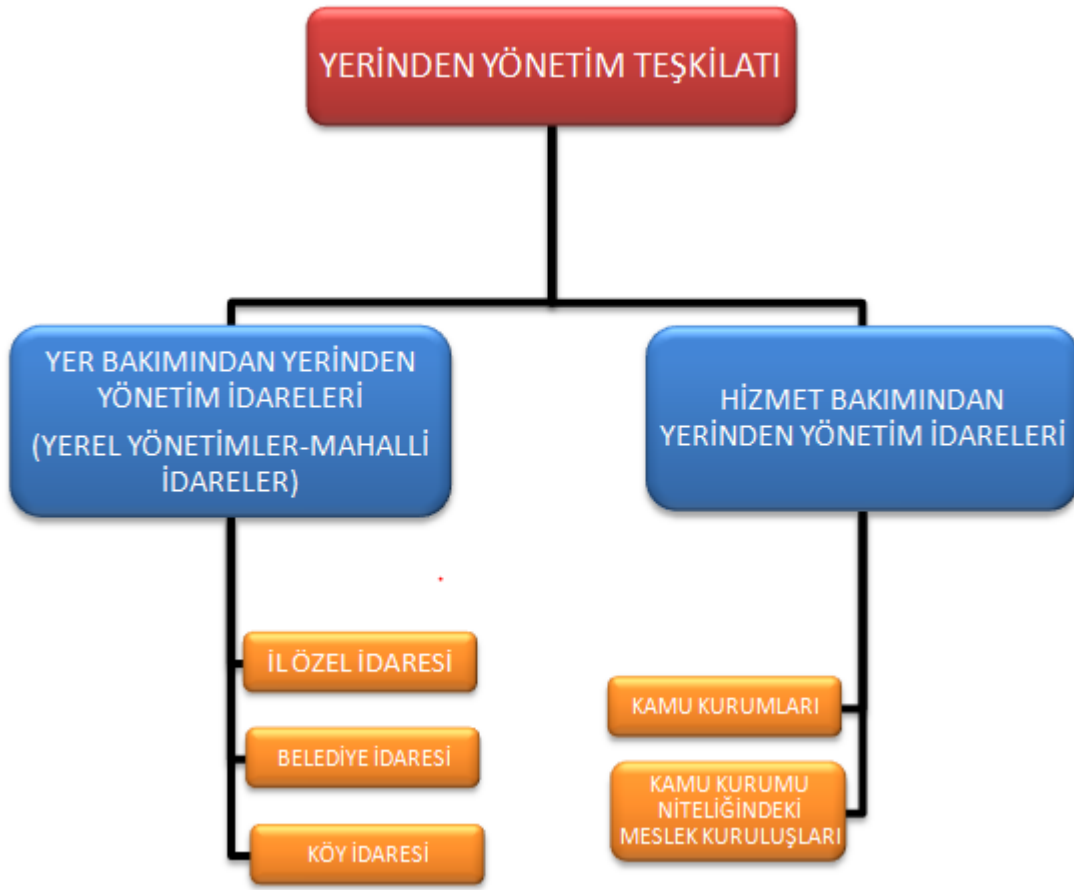 YERİNDEN YÖNETİM TEŞKİLATI
YER BAKIMINDAN YERİNDEN
YÖNETİM İDARELERİ
(YEREL YÖNETİMLER-MAHALLİ
İDARELER)
İL ÖZEL İDARESİ
BELEDİYE İDARESİ
KÖY İDARESİ
HİZMET BAKIMINDAN
YERİNDEN YÖNETİM İDARELERİ
KAMU KURUMLARI
KAMU KURUMU
NİTELİĞİNDEKİ
MESLEK KURULUŞLARI